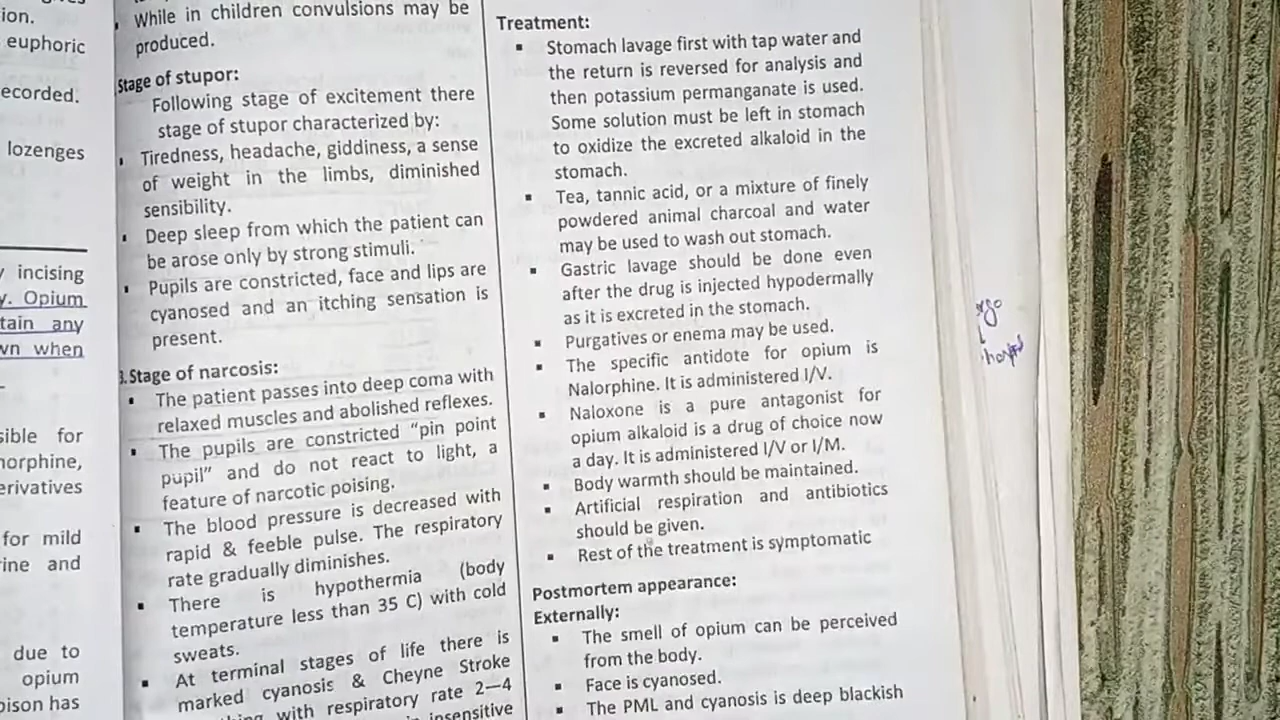 ion.
euphoric
ecorded.
lozenges
incising
y. Opium
tain any
wn when
sible for
norphine,
erivatives
for mild
ine and
due to
opium
oison has
While in children convulsions may be
produced.
Stage of stupor:
Following stage of excitement there
stage of stupor characterized by:
Tiredness, headache, giddiness, a sense
of weight in the limbs, diminished
sensibility.
Deep sleep from which the patient can
be arose only by strong stimuli.
Pupils are constricted, face and lips are
cyanosed and an itching sensation is
present.
3. Stage of narcosis:
▪ The patient passes into deep coma with
relaxed muscles and abolished reflexes.
▪ The pupils are constricted “pin point
pupil” and do not react to light, a
feature of narcotic poising.
▪ The blood pressure is decreased with
rapid & feeble pulse. The respiratory
rate gradually diminishes.
▪ There is hypothermia (body
temperature less than 35 C) with cold
sweats.
▪ At terminal stages of life there is
marked cyanosis & Cheyne Stroke
with respiratory rate 2–4
insensitive
Treatment:
▪ Stomach lavage first with tap water and
the return is reversed for analysis and
then potassium permanganate is used.
Some solution must be left in stomach
to oxidize the excreted alkaloid in the
stomach.
▪ Tea, tannic acid, or a mixture of finely
powdered animal charcoal and water
may be used to wash out stomach.
▪ Gastric lavage should be done even
after the drug is injected hypodermally
as it is excreted in the stomach.
▪ Purgatives or enema may be used.
▪ The specific antidote for opium is
Nalorphine. It is administered I/V.
▪ Naloxone is a pure antagonist for
opium alkaloid is a drug of choice now
a day. It is administered I/V or I/M.
▪ Body warmth should be maintained.
▪ Artificial respiration and antibiotics
should be given.
▪ Rest of the treatment is symptomatic
Postmortem appearance:
Externally:
▪ The smell of opium can be perceived
from the body.
▪ Face is cyanosed.
▪ The PML and cyanosis is deep blackish